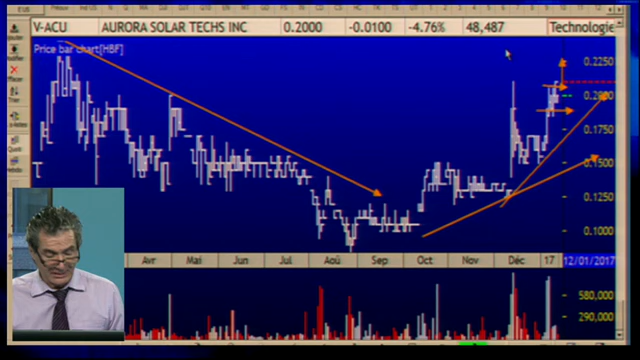 V-ACU AURORA SOLAR TECHS INC 0.2000 -0.0100 -4.76% 48,487 Technologie
Price bar chart[HBF]
0.2250
0.2000
0.1750
0.1500
0.1250
0.1000
Avr Mai Jun Jul Aoû Sep Oct Nov Déc 17 12/01/2017
580,000
290,000